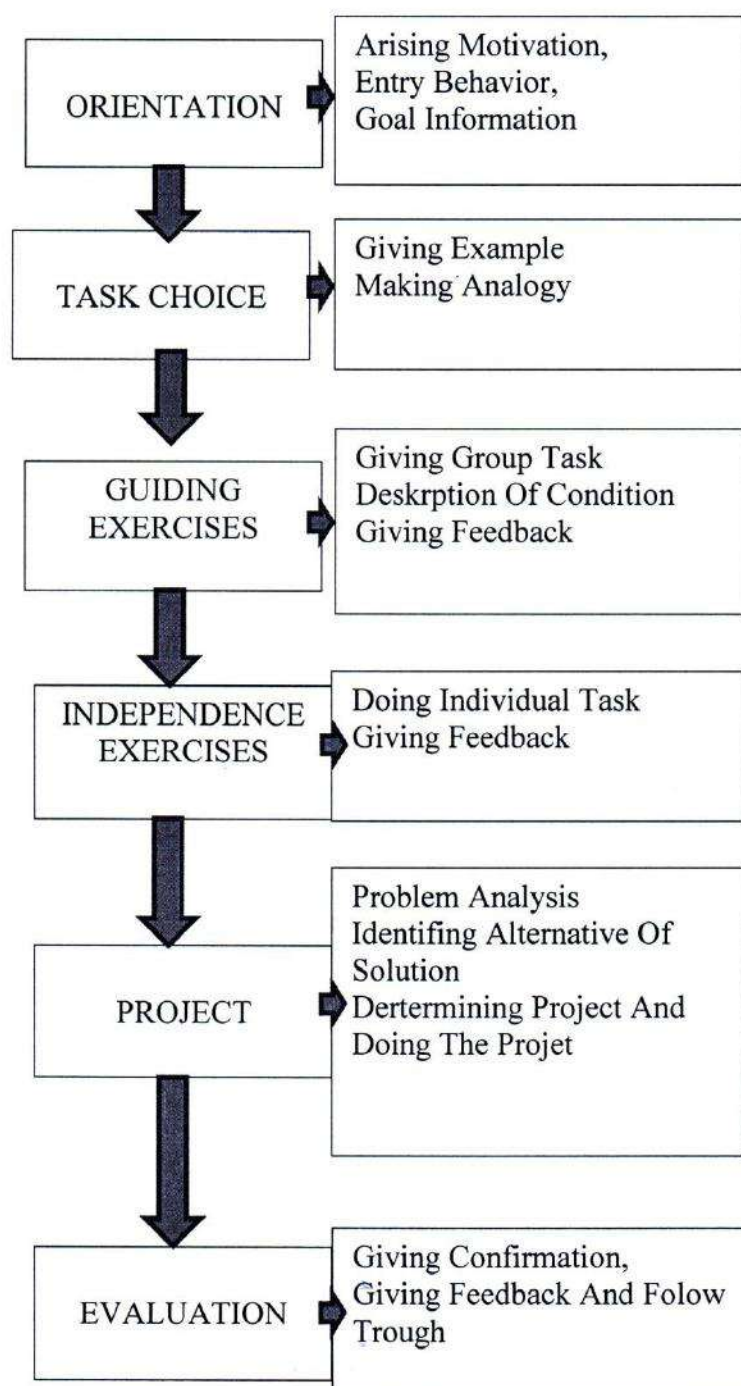 ORIENTATION
Arising Motivation,
Entry Behavior,
Goal Information
TASK CHOICE
Giving Example
Making Analogy
GUIDING
EXERCISES
Giving Group Task
Deskrption Of Condition
Giving Feedback
INDEPENDENCE
EXERCISES
Doing Individual Task
Giving Feedback
PROJECT
Problem Analysis
Identifing Alternative Of
Solution
Dertermining Project And
Doing The Projet
EVALUATION
Giving Confirmation,
Giving Feedback And Folow
Trough